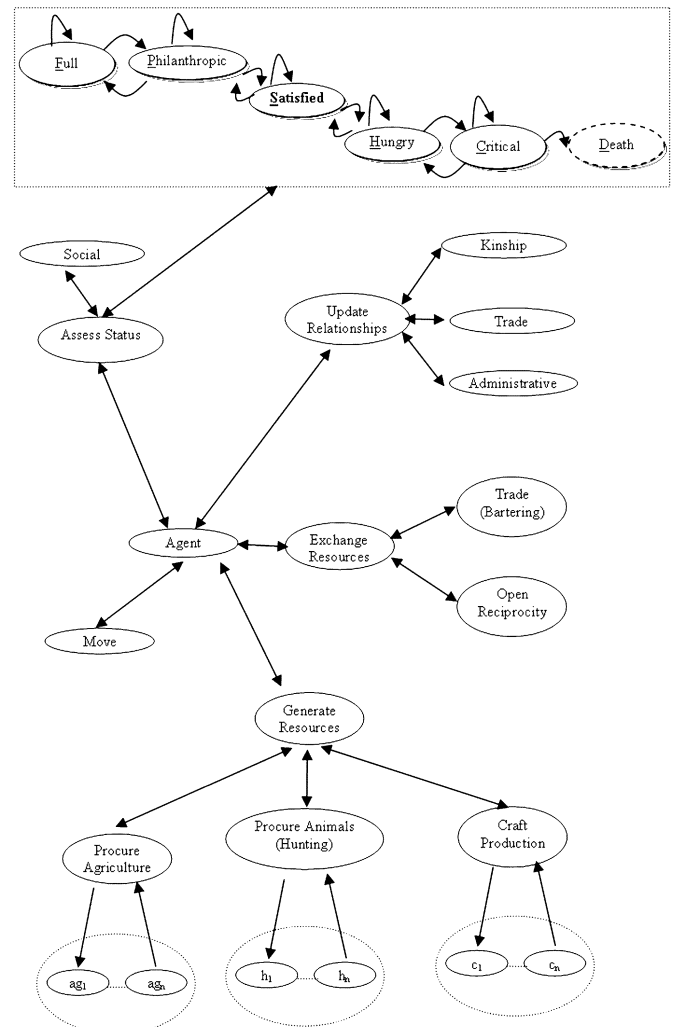 Full
Philanthropic
Satisfied
Hungry
Critical
Death
Social
Kinship
Assess Status
Update
Relationships
Trade
Administrative
Trade
(Bartering)
Agent
Exchange
Resources
Open
Reciprocity
Move
Generate
Resources
Procure
Agriculture
Procure Animals
(Hunting)
Craft
Production
ag1
agn
h1
hn
c1
cn